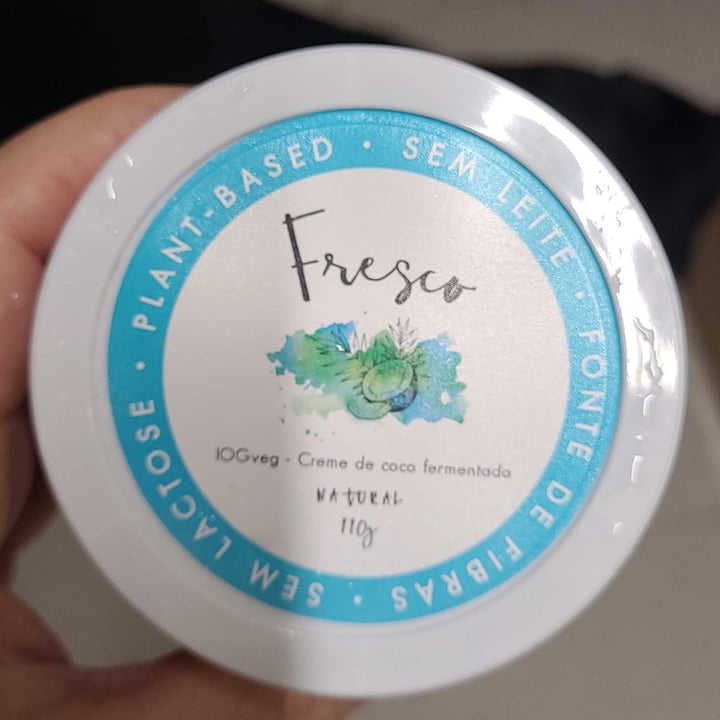 PLANT-BASED • SEM LEITE • FONTE DE FIBRAS • SEM LACTOSE •
Fresco
IOGveg - Creme de coco fermentado
NATURAL
110g